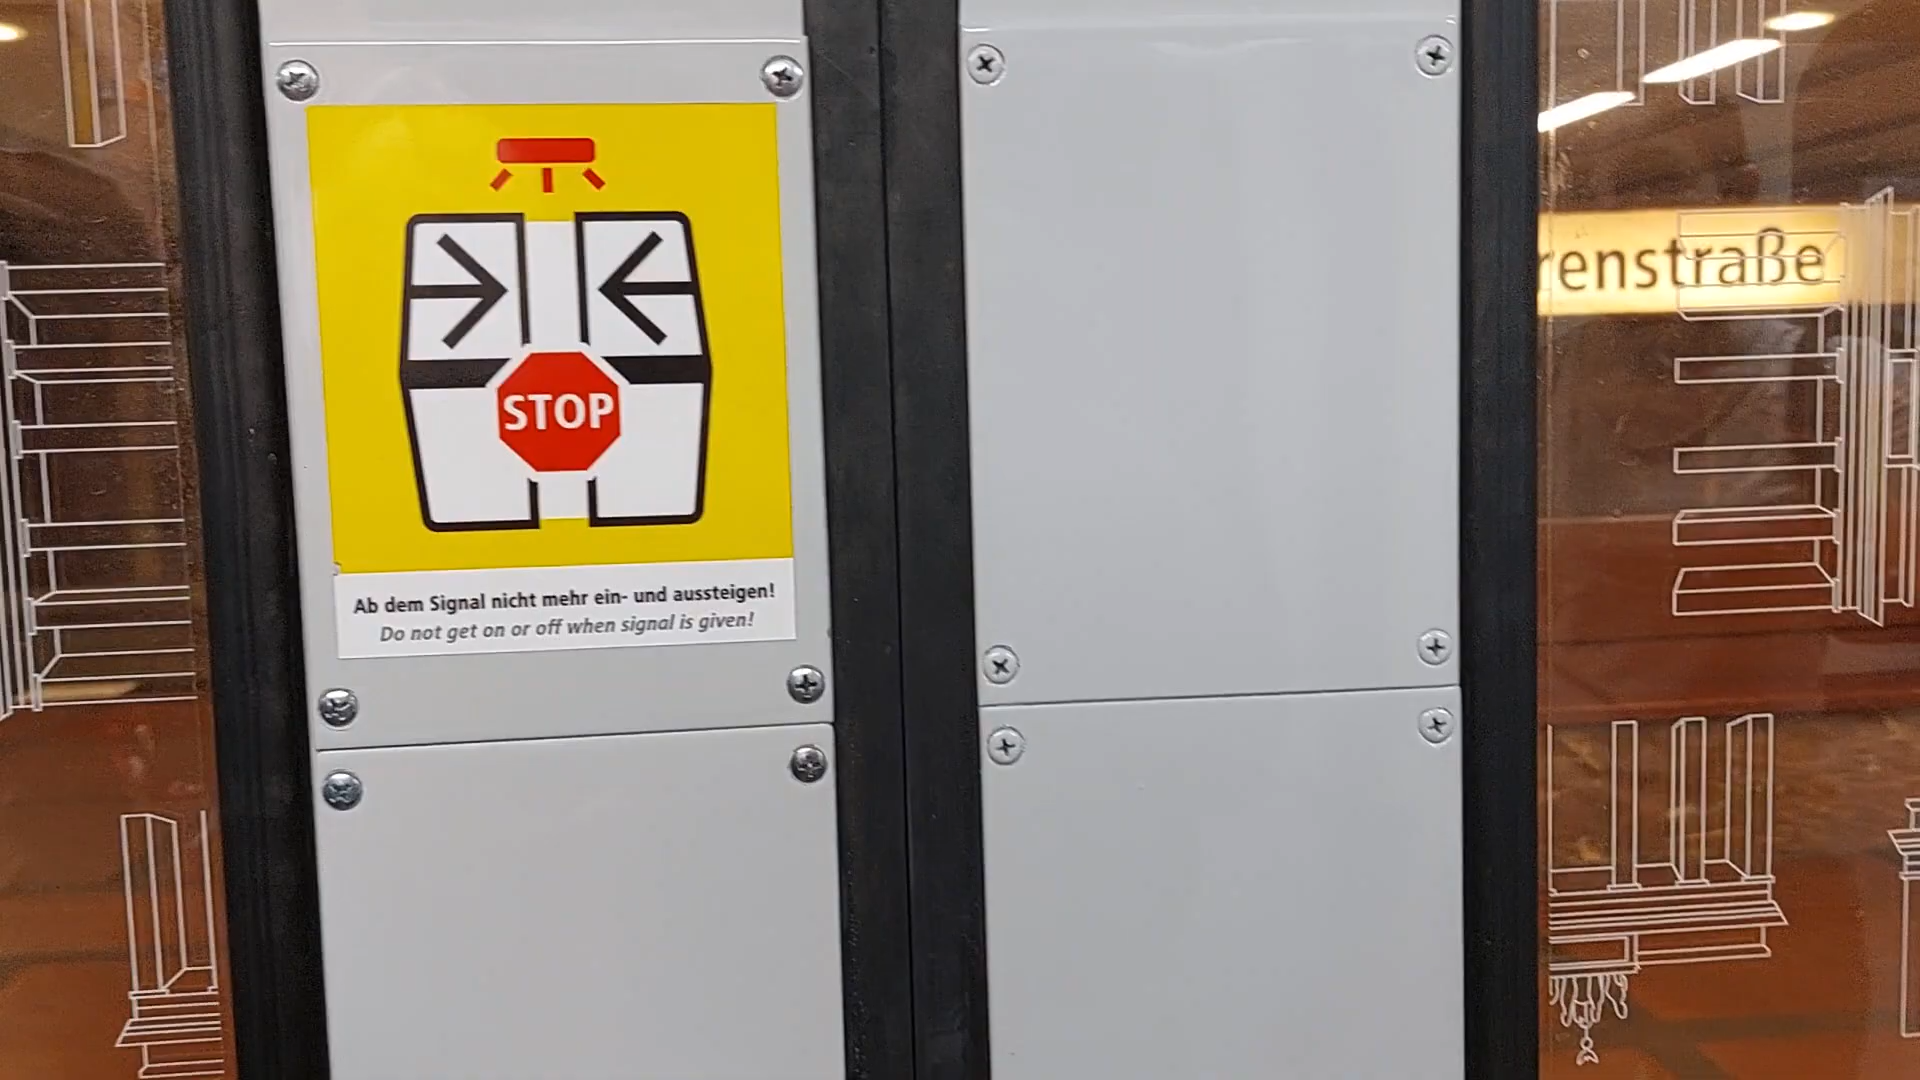 STOP
Ab dem Signal nicht mehr ein- und aussteigen!
Do not get on or off when signal is given!
renstraße